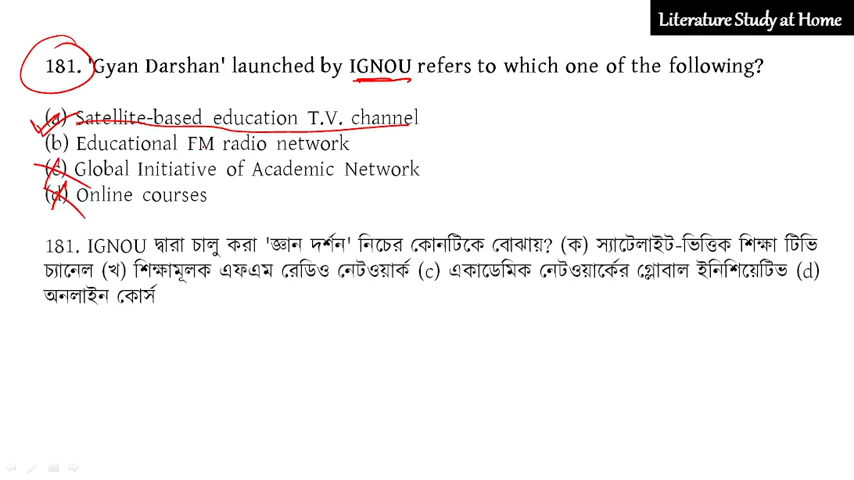 Literature Study at Home
181. 'Gyan Darshan' launched by IGNOU refers to which one of the following?
(a) Satellite-based education T.V. channel
(b) Educational FM radio network
(c) Global Initiative of Academic Network
(d) Online courses
181. IGNOU দ্বারা চালু করা 'জ্ঞান দর্শন' নিচের কোনটিকে বোঝায়? (ক) স্যাটেলাইট-ভিত্তিক শিক্ষা টিভি
চ্যানেল (খ) শিক্ষামূলক এফএম রেডিও নেটওয়ার্ক (c) একাডেমিক নেটওয়ার্কের গ্লোবাল ইনিশিয়েটিভ (d)
অনলাইন কোর্স